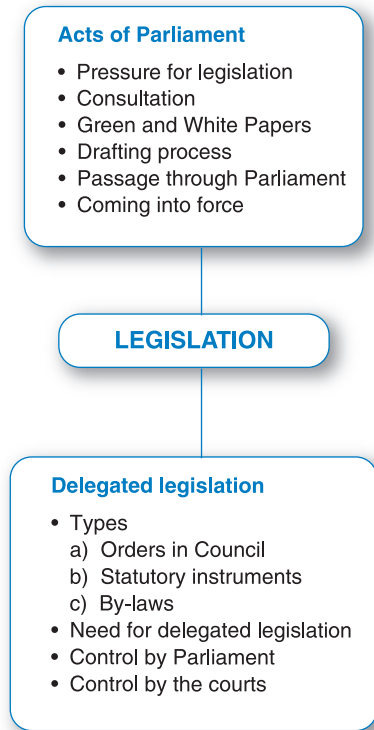 Acts of Parliament
• Pressure for legislation
• Consultation
• Green and White Papers
• Drafting process
• Passage through Parliament
• Coming into force
LEGISLATION
Delegated legislation
• Types
a) Orders in Council
b) Statutory instruments
c) By-laws
• Need for delegated legislation
• Control by Parliament
• Control by the courts